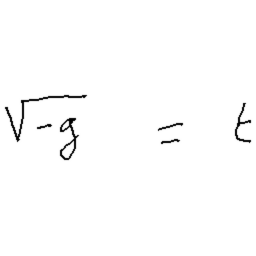 √-g = t